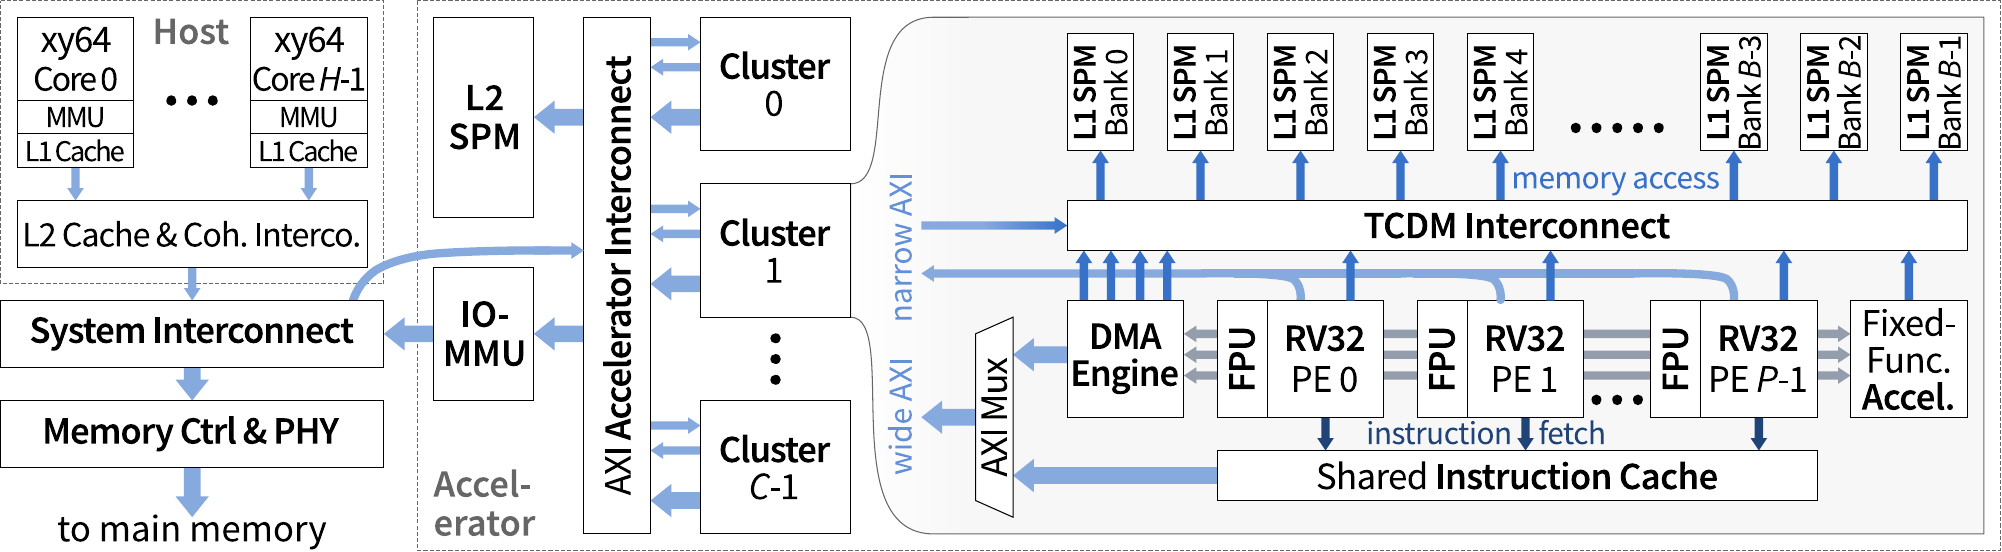 Host
xy64
Core 0
MMU
L1 Cache
xy64
Core H-1
MMU
L1 Cache
L2 Cache & Coh. Interco.
System Interconnect
Memory Ctrl & PHY
to main memory
L2
SPM
IO-
MMU
Accel-
erator
AXI Accelerator Interconnect
Cluster
0
Cluster
1
Cluster
C-1
narrow AXI
wide AXI
L1 SPM
Bank 0
L1 SPM
Bank 1
L1 SPM
Bank 2
L1 SPM
Bank 3
L1 SPM
Bank 4
L1 SPM
Bank B-3
L1 SPM
Bank B-2
L1 SPM
Bank B-1
memory access
TCDM Interconnect
AXI Mux
DMA
Engine
FPU
RV32
PE 0
FPU
RV32
PE 1
FPU
RV32
PE P-1
Fixed-
Func.
Accel.
instruction fetch
Shared Instruction Cache